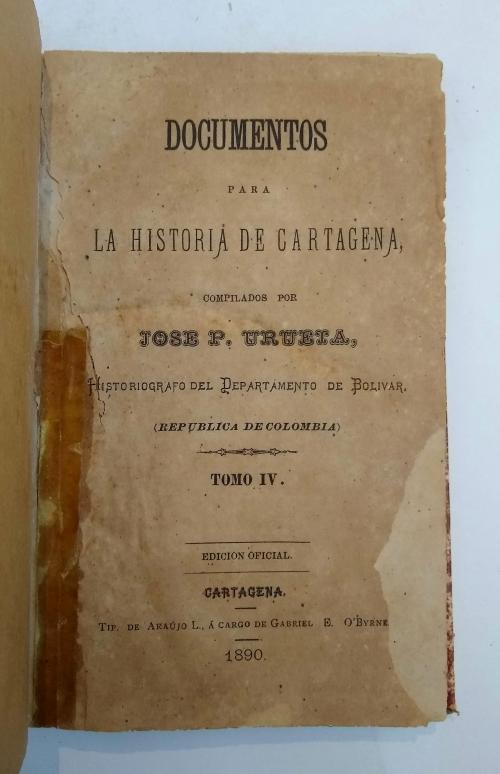 DOCUMENTOS
PARA
LA HISTORIA DE CARTAGENA,
COMPILADOS POR
JOSE P. URUETA,
HISTORIOGRAFO DEL DEPARTAMENTO DE BOLIVAR.
(REPUBLICA DE COLOMBIA)
TOMO IV.
EDICION OFICIAL.
CARTAGENA.
TIP. DE ARAÚJO L., Á CARGO DE GABRIEL E. O'BYRNE
1890.